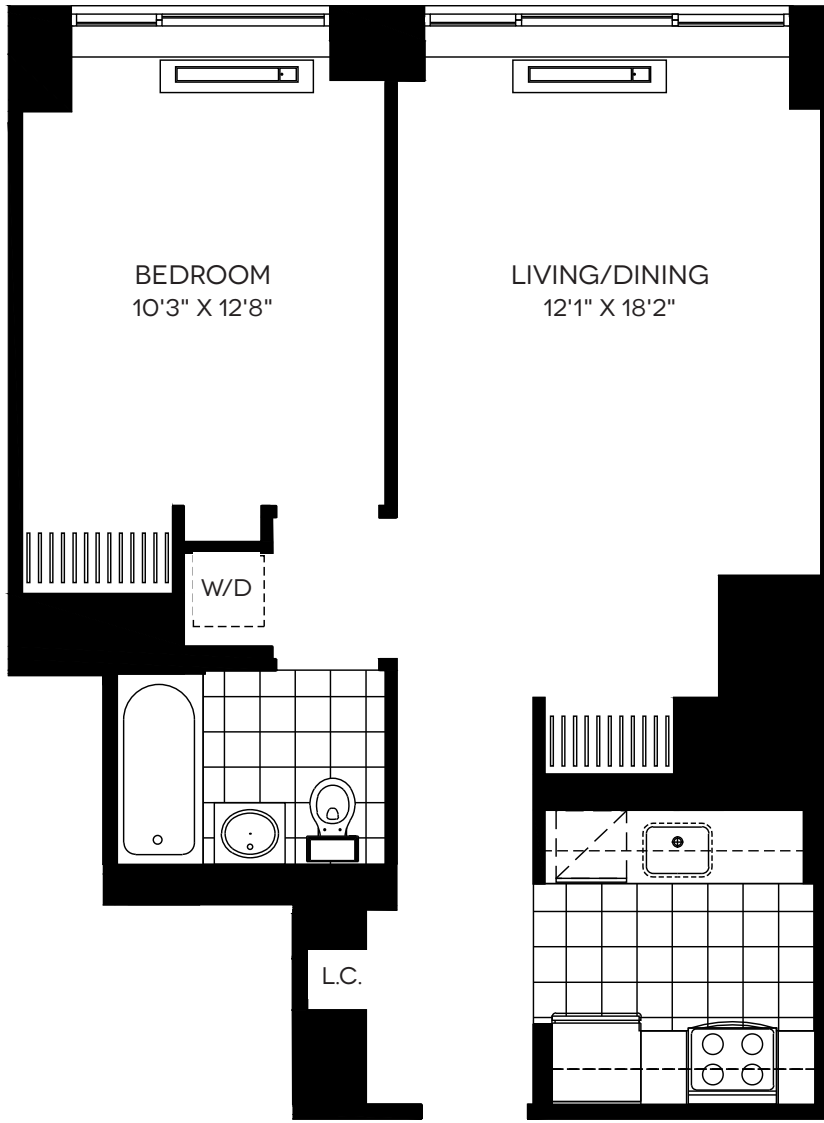 BEDROOM
10'3" X 12'8"
LIVING/DINING
12'1" X 18'2"
W/D
L.C.